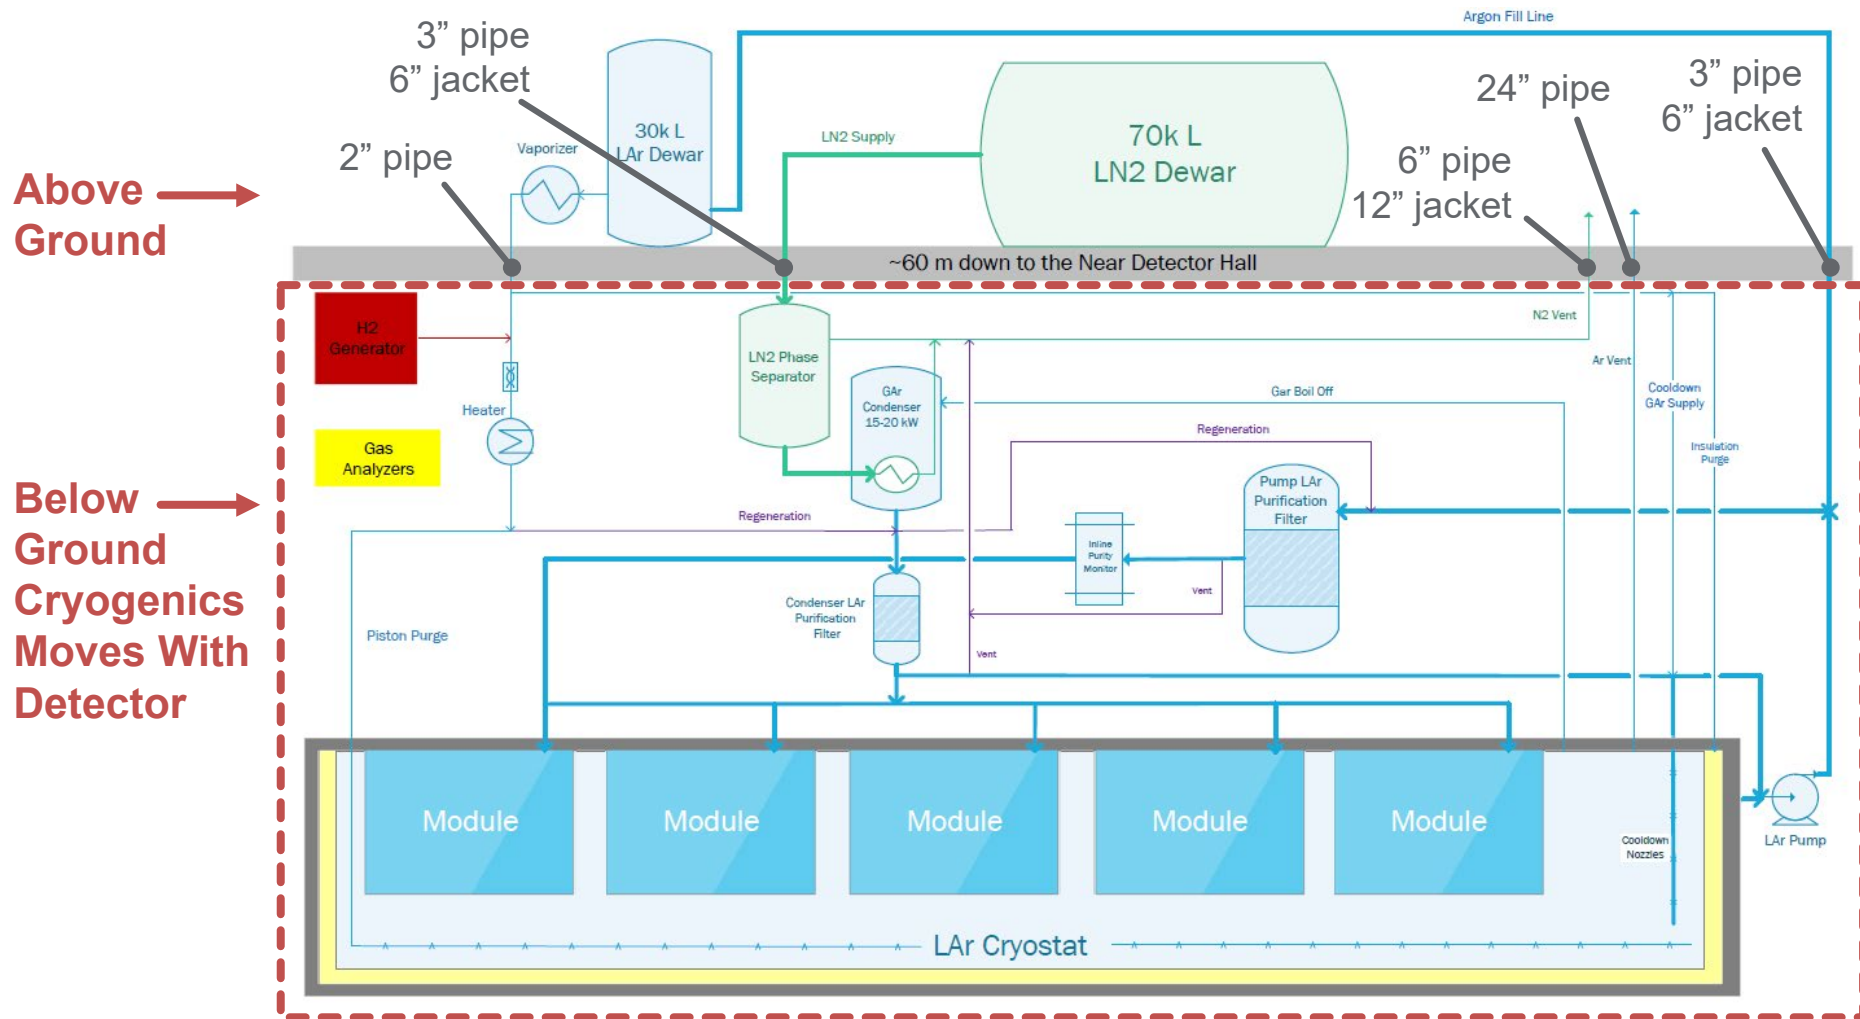 Argon Fill Line
3” pipe
6” jacket
2” pipe
Vaporizer
30k L
LAr Dewar
LN2 Supply
70k L
LN2 Dewar
24” pipe
3” pipe
6” jacket
6” pipe
12” jacket
Above
Ground
~60 m down to the Near Detector Hall
H2
Generator
Heater
Gas
Analyzers
LN2 Phase
Separator
GAr
Condenser
15-20 kW
N2 Vent
Ar Vent
Gar Boil Off
Cooldown
GAr Supply
Insulation
Purge
Regeneration
Regeneration
Pump LAr
Purification
Filter
Inline
Purity
Monitor
Vent
Below
Ground
Cryogenics
Moves With
Detector
Condenser LAr
Purification
Filter
Piston Purge
Vent
Module
Module
Module
Module
Module
Cooldown
Nozzles
LAr Pump
LAr Cryostat